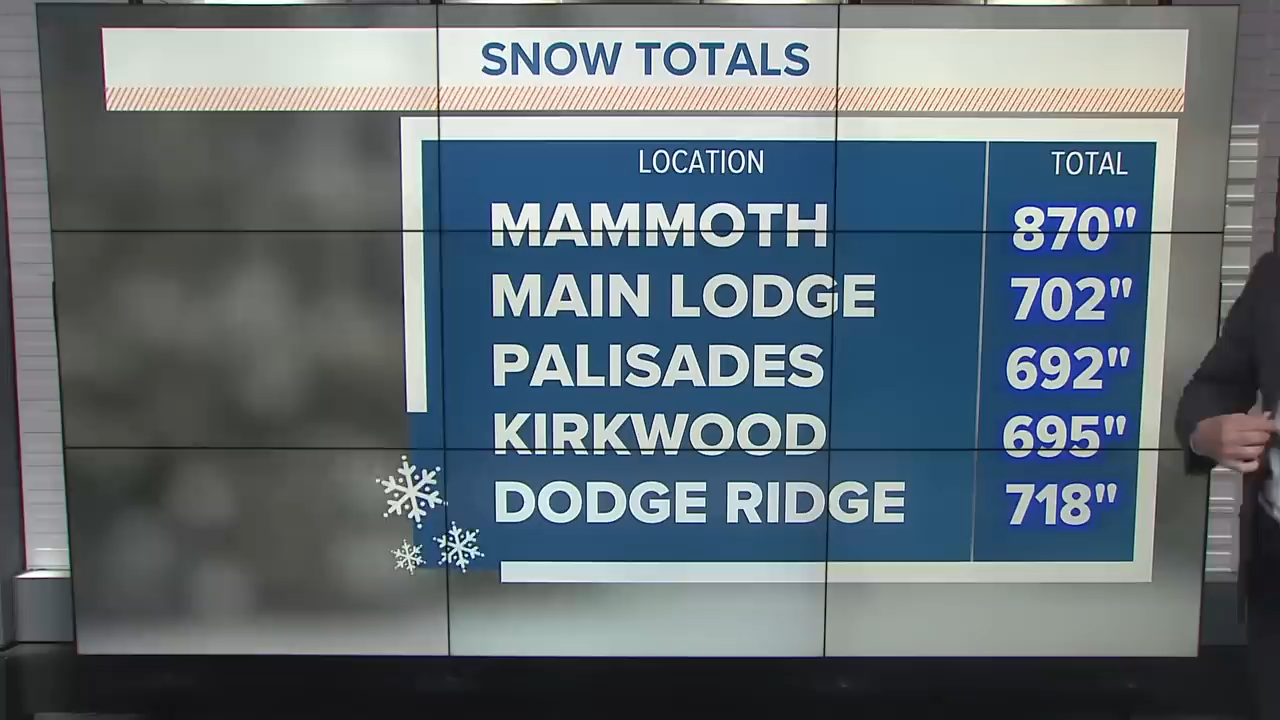 SNOW TOTALS
LOCATION TOTAL
MAMMOTH 870"
MAIN LODGE 702"
PALISADES 692"
KIRKWOOD 695"
DODGE RIDGE 718"